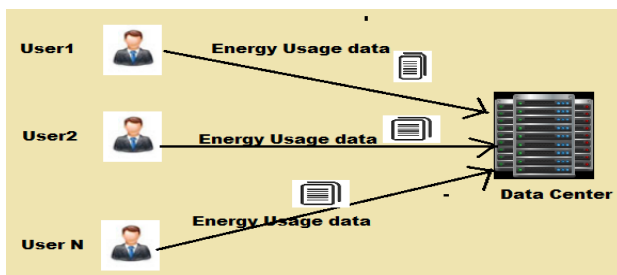 User1
Energy Usage data
User2
Energy Usage data
Data Center
Energy Usage data
User N